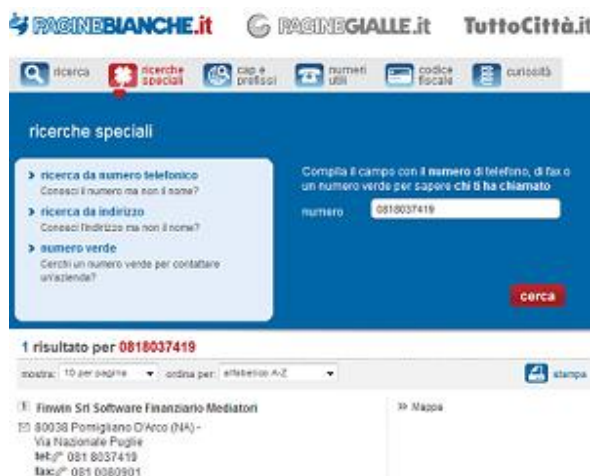 PAGINEBIANCHE.it PAGINEGIALLE.it TuttoCittà.it
ricerca ricerche speciali cap e prefissi numeri utili codice fiscale curiosità
ricerche speciali
ricerca da numero telefonico
Conosci il numero ma non il nome?
ricerca da indirizzo
Conosci l'indirizzo ma non il nome?
numero verde
Cerchi un numero verde per contattare
un'azienda?
Compila il campo con il numero di telefono, di fax o
un numero verde per sapere chi ti ha chiamato
numero 0818037419
cerca
1 risultato per 0818037419
mostra: 10 per pagina ordina per: alfabetico A-Z stampa
1 Finwin Srl Software Finanziario Mediatori
80038 Pomigliano D'Arco (NA) -
Via Nazionale Puglie
tel: 081 8037419
fax: 081 0080901
» Mappa